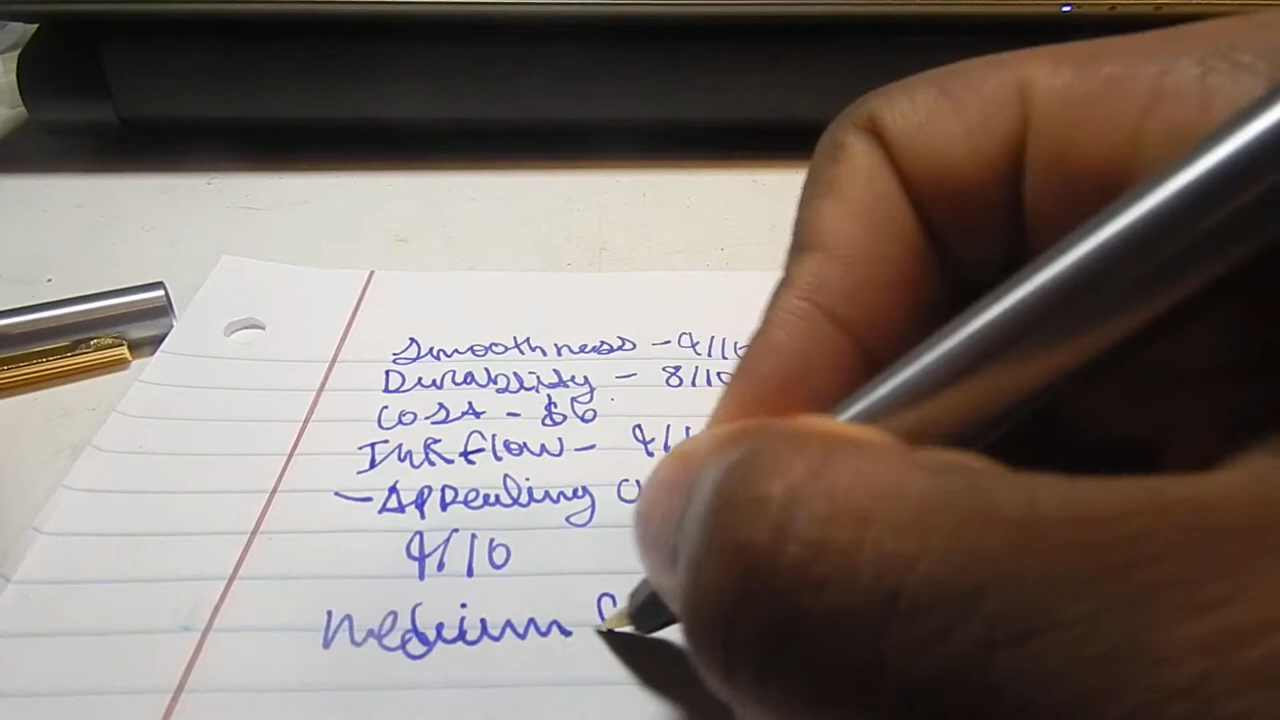 Smoothness - 9/10
Durability - 8/10
Cost - $6
Ink flow - 9/1
- Appealing
9/10
medium